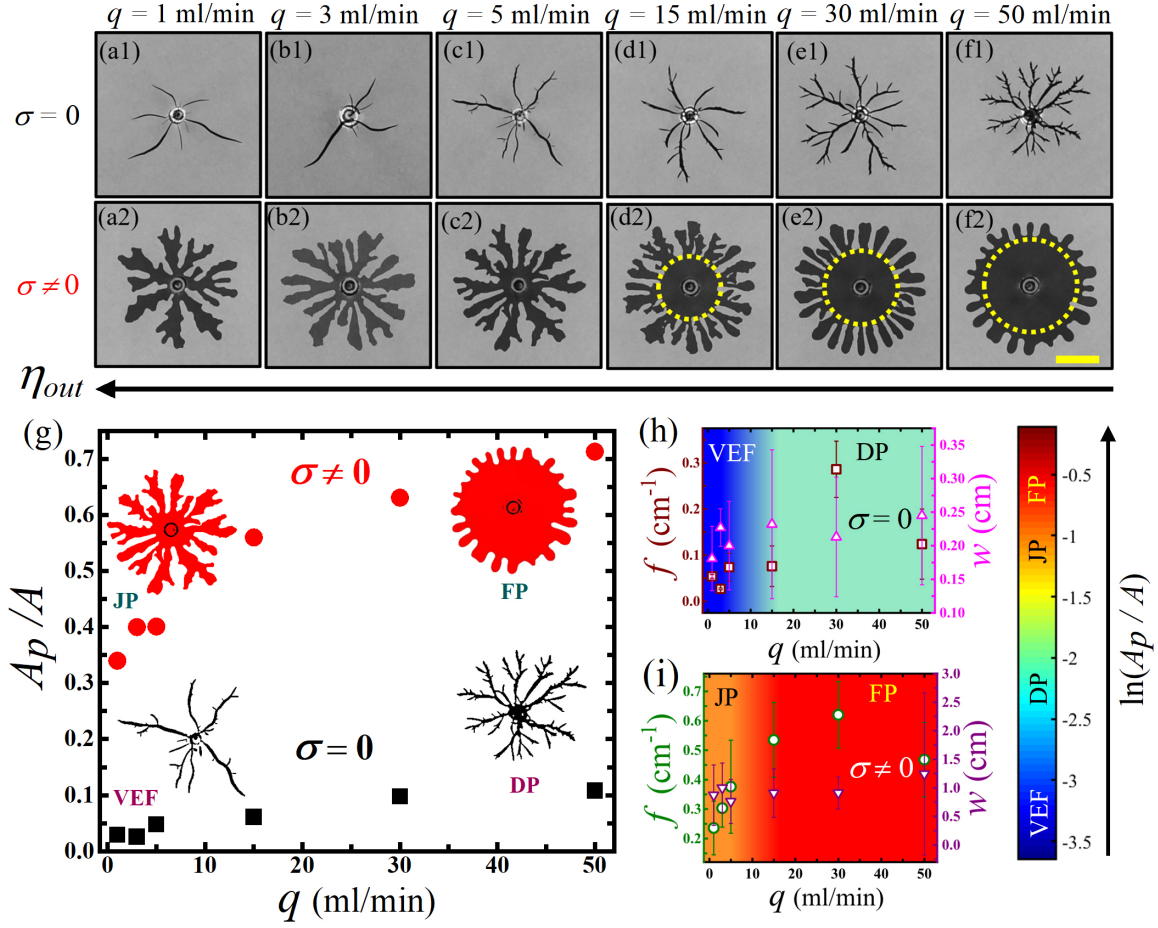 q = 1 ml/min q = 3 ml/min q = 5 ml/min q = 15 ml/min q = 30 ml/min q = 50 ml/min
(a1) (b1) (c1) (d1) (e1) (f1)
σ = 0
(a2) (b2) (c2) (d2) (e2) (f2)
σ ≠ 0
η_out
(g)
0.7
0.6
0.5
0.4
0.3
0.2
0.1
0.0
A_p /A
σ ≠ 0
JP
FP
σ = 0
VEF
DP
0 10 20 30 40 50
q (ml/min)
(h)
VEF DP
σ = 0
0.3
0.2
0.1
0.0
f (cm⁻¹)
0.35
0.30
0.25
0.20
0.15
0.10
w (cm)
0 10 20 30 40 50
q (ml/min)
(i)
JP FP
σ ≠ 0
0.7
0.6
0.5
0.4
0.3
0.2
f (cm⁻¹)
3.0
2.5
2.0
1.5
1.0
0.5
0.0
w (cm)
0 10 20 30 40 50
q (ml/min)
FP
JP
DP
VEF
-0.5
-1
-1.5
-2
-2.5
-3
-3.5
ln(A_p / A)